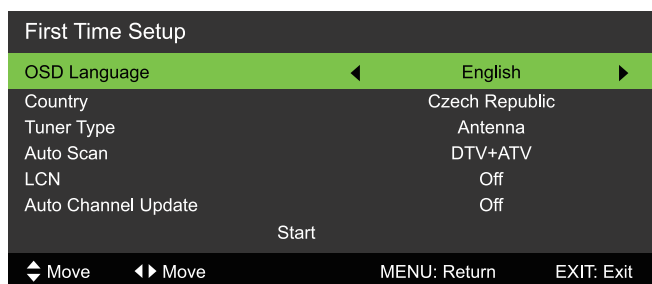 First Time Setup
OSD Language English
Country Czech Republic
Tuner Type Antenna
Auto Scan DTV+ATV
LCN Off
Auto Channel Update Off
Start
Move Move MENU: Return EXIT: Exit